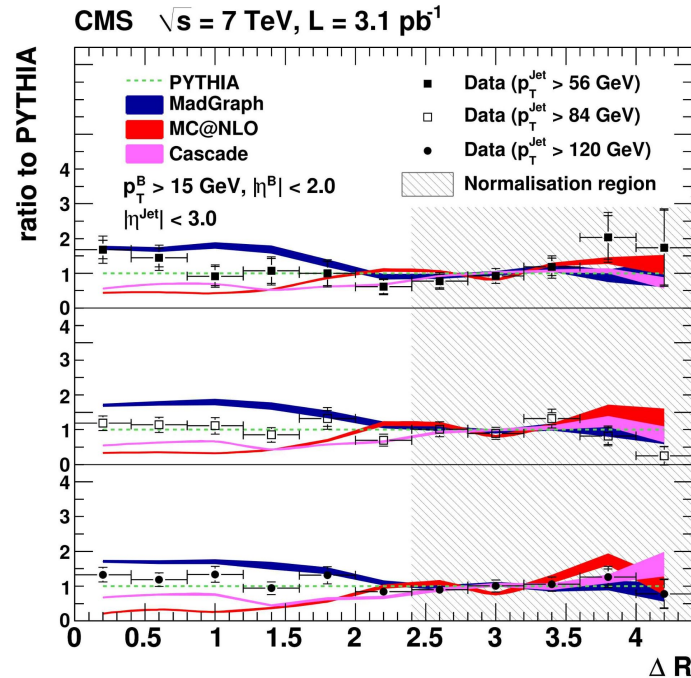 CMS √s = 7 TeV, L = 3.1 pb⁻¹
ratio to PYTHIA
PYTHIA
MadGraph
MC@NLO
Cascade
p_T^B > 15 GeV, |η^B| < 2.0
|η^Jet| < 3.0
Data (p_T^Jet > 56 GeV)
Data (p_T^Jet > 84 GeV)
Data (p_T^Jet > 120 GeV)
Normalisation region
5
4
3
2
1
0
4
3
2
1
0
4
3
2
1
0
0 0.5 1 1.5 2 2.5 3 3.5 4
Δ R